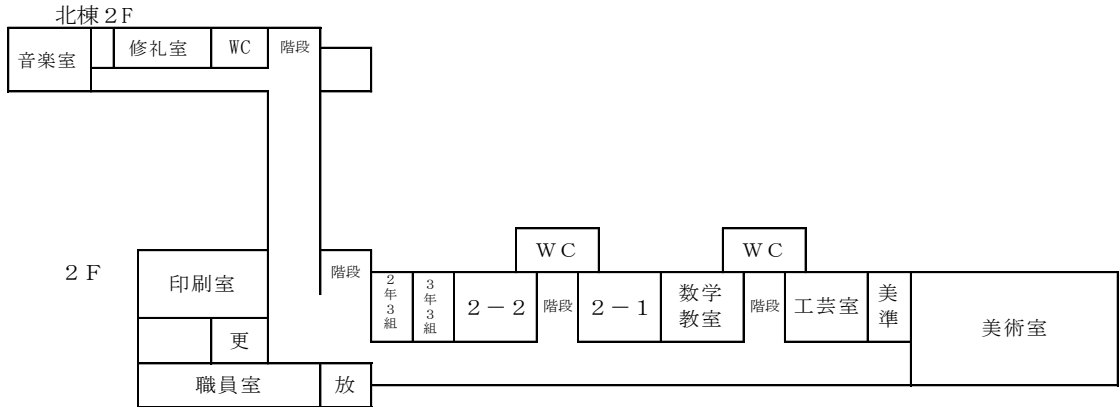 北棟２F
音楽室
修礼室
WC
階段
２F
印刷室
階段
２年３組
３年３組
２－２
ＷＣ
階段
２－１
数学
教室
ＷＣ
階段
工芸室
美準
美術室
更
職員室
放